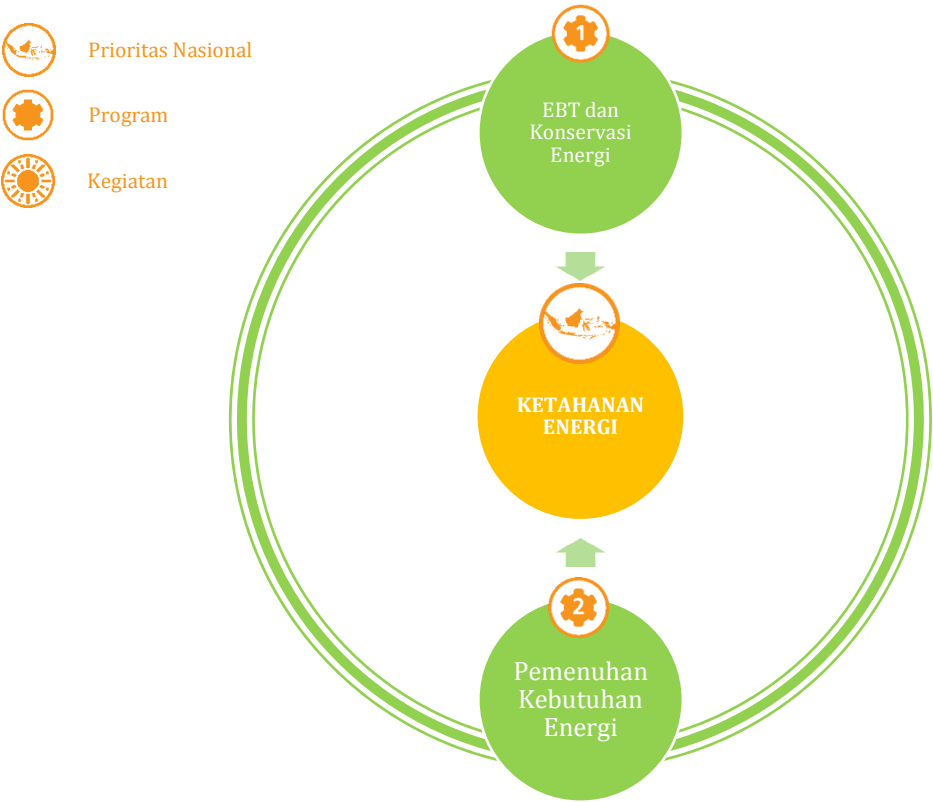 Prioritas Nasional
Program
Kegiatan
1
EBT dan
Konservasi
Energi
KETAHANAN
ENERGI
2
Pemenuhan
Kebutuhan
Energi